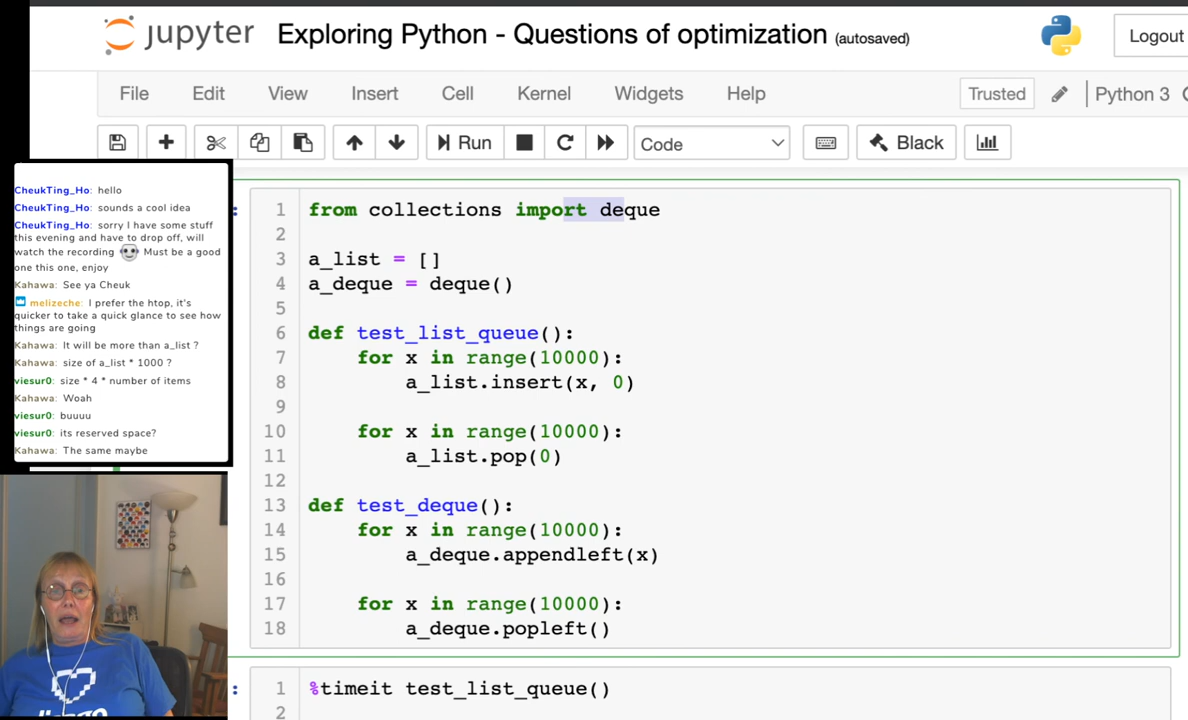 jupyter Exploring Python - Questions of optimization (autosaved) Logout
File Edit View Insert Cell Kernel Widgets Help Trusted Python 3
Run Code Black
CheukTing_Ho: hello
CheukTing_Ho: sounds a cool idea
CheukTing_Ho: sorry I have some stuff
this evening and have to drop off, will
watch the recording Must be a good
one this one, enjoy
Kahawa: See ya Cheuk
melizeche: I prefer the htop, it's
quicker to take a quick glance to see how
things are going
Kahawa: It will be more than a_list ?
Kahawa: size of a_list * 1000 ?
viesur0: size * 4 * number of items
Kahawa: Woah
viesur0: buuuu
viesur0: its reserved space?
Kahawa: The same maybe
1 from collections import deque
2
3 a_list = []
4 a_deque = deque()
5
6 def test_list_queue():
7 for x in range(10000):
8 a_list.insert(x, 0)
9
10 for x in range(10000):
11 a_list.pop(0)
12
13 def test_deque():
14 for x in range(10000):
15 a_deque.appendleft(x)
16
17 for x in range(10000):
18 a_deque.popleft()
1 %timeit test_list_queue()
2